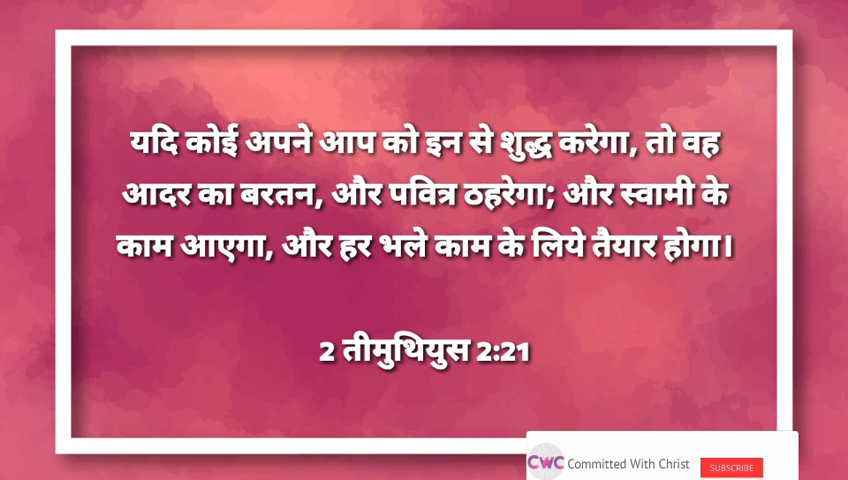 यदि कोई अपने आप को इन से शुद्ध करेगा, तो वह
आदर का बरतन, और पवित्र ठहरेगा; और स्वामी के
काम आएगा, और हर भले काम के लिये तैयार होगा।
2 तीमुथियुस 2:21
CWC Committed With Christ SUBSCRIBE